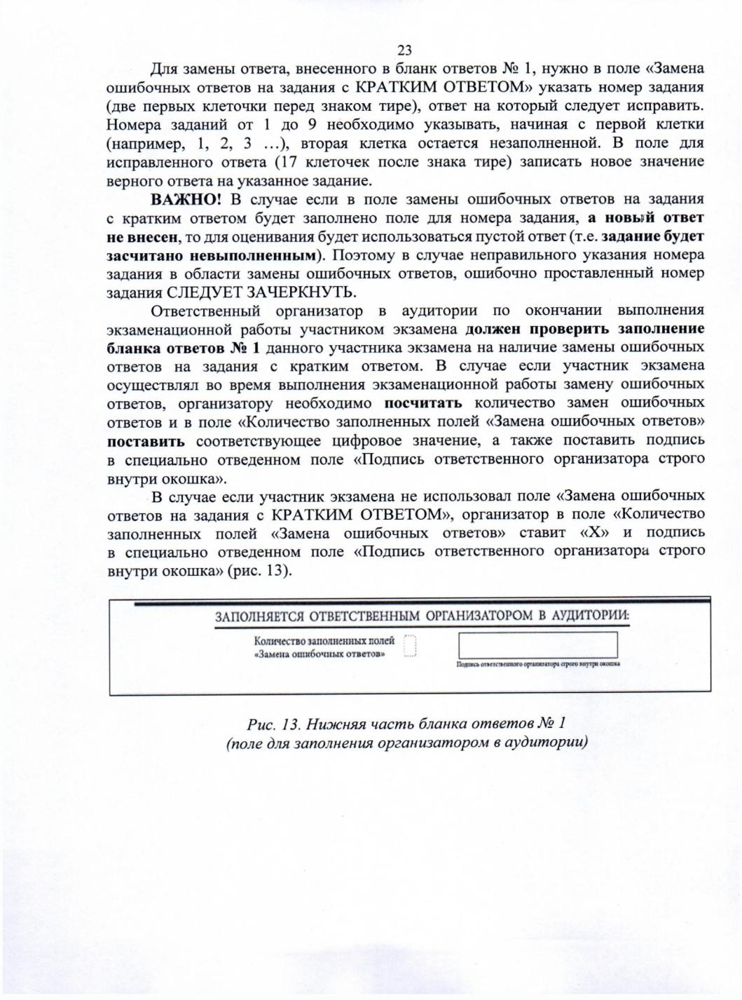 23
Для замены ответа, внесенного в бланк ответов № 1, нужно в поле «Замена
ошибочных ответов на задания с КРАТКИМ ОТВЕТОМ» указать номер задания
(две первых клеточки перед знаком тире), ответ на который следует исправить.
Номера заданий от 1 до 9 необходимо указывать, начиная с первой клетки
(например, 1, 2, 3 …), вторая клетка остается незаполненной. В поле для
исправленного ответа (17 клеточек после знака тире) записать новое значение
верного ответа на указанное задание.
ВАЖНО! В случае если в поле замены ошибочных ответов на задания
с кратким ответом будет заполнено поле для номера задания, а новый ответ
не внесен, то для оценивания будет использоваться пустой ответ (т.е. задание будет
засчитано невыполненным). Поэтому в случае неправильного указания номера
задания в области замены ошибочных ответов, ошибочно проставленный номер
задания СЛЕДУЕТ ЗАЧЕРКНУТЬ.
Ответственный организатор в аудитории по окончании выполнения
экзаменационной работы участником экзамена должен проверить заполнение
бланка ответов № 1 данного участника экзамена на наличие замены ошибочных
ответов на задания с кратким ответом. В случае если участник экзамена
осуществлял во время выполнения экзаменационной работы замену ошибочных
ответов, организатору необходимо посчитать количество замен ошибочных
ответов и в поле «Количество заполненных полей «Замена ошибочных ответов»
поставить соответствующее цифровое значение, а также поставить подпись
в специально отведенном поле «Подпись ответственного организатора строго
внутри окошка».
В случае если участник экзамена не использовал поле «Замена ошибочных
ответов на задания с КРАТКИМ ОТВЕТОМ», организатор в поле «Количество
заполненных полей «Замена ошибочных ответов» ставит «Х» и подпись
в специально отведенном поле «Подпись ответственного организатора строго
внутри окошка» (рис. 13).
ЗАПОЛНЯЕТСЯ ОТВЕТСТВЕННЫМ ОРГАНИЗАТОРОМ В АУДИТОРИИ:
Количество заполненных полей
«Замена ошибочных ответов»
Подпись ответственного организатора строго внутри окошка
Рис. 13. Нижняя часть бланка ответов № 1
(поле для заполнения организатором в аудитории)